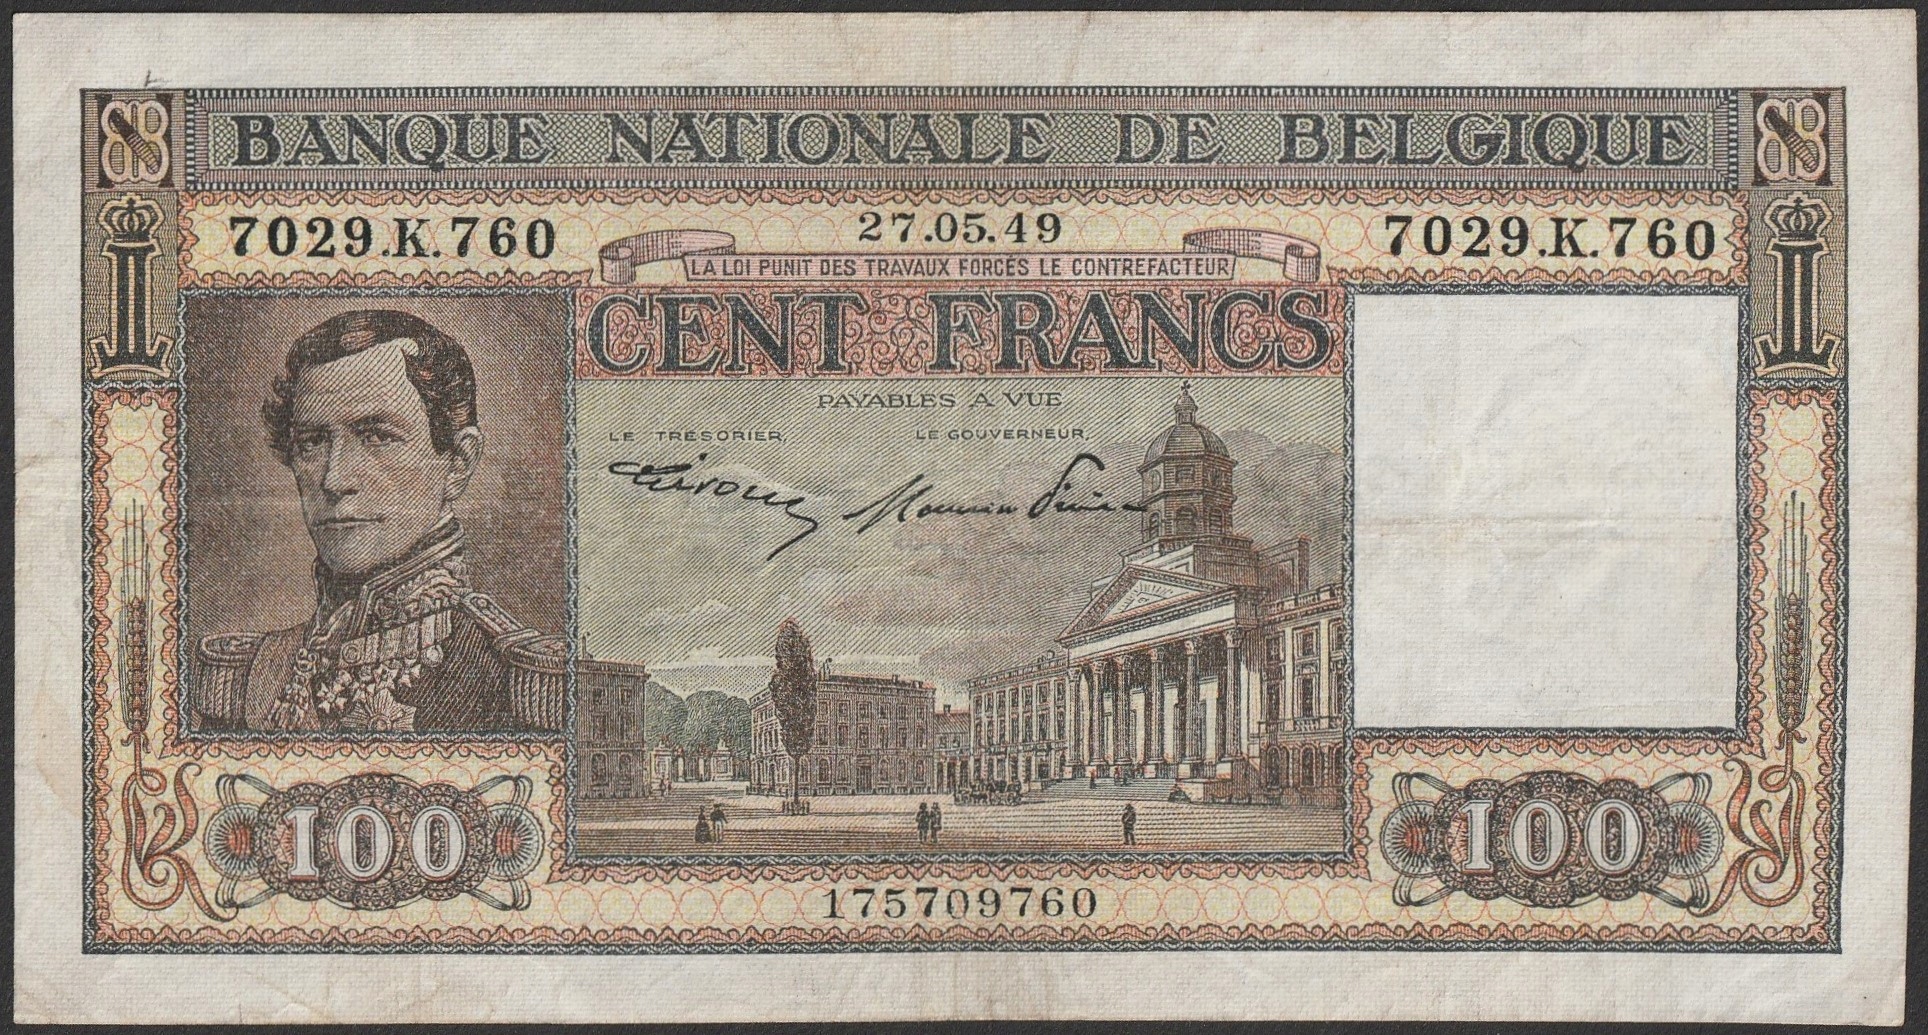 BANQUE NATIONALE DE BELGIQUE
7029.K.760 27.05.49 7029.K.760
LA LOI PUNIT DES TRAVAUX FORCÉS LE CONTREFACTEUR
CENT FRANCS
PAYABLES A VUE
LE TRESORIER, LE GOUVERNEUR,
100 100
175709760